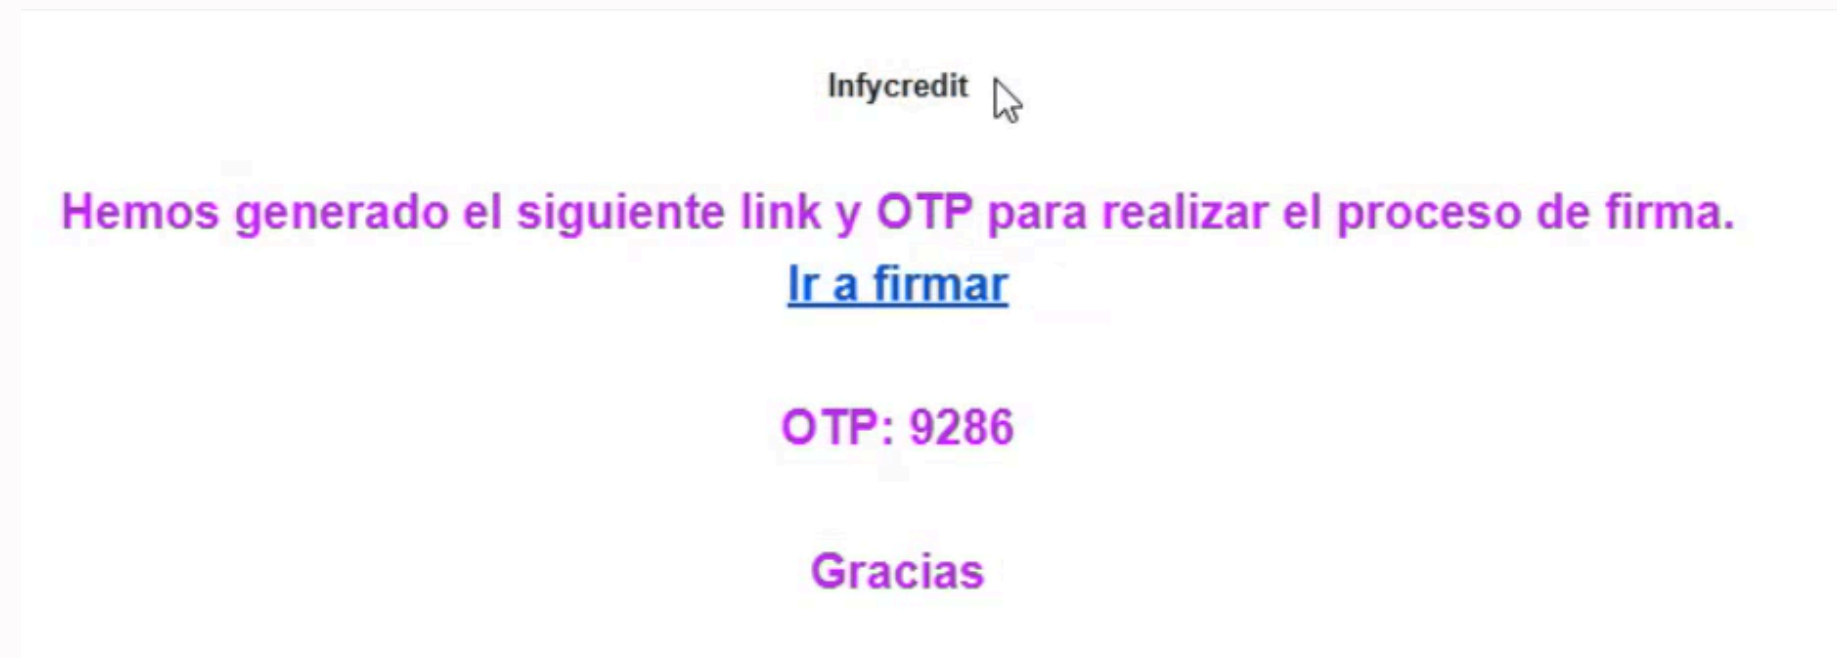 Infycredit
Hemos generado el siguiente link y OTP para realizar el proceso de firma.
Ir a firmar
OTP: 9286
Gracias